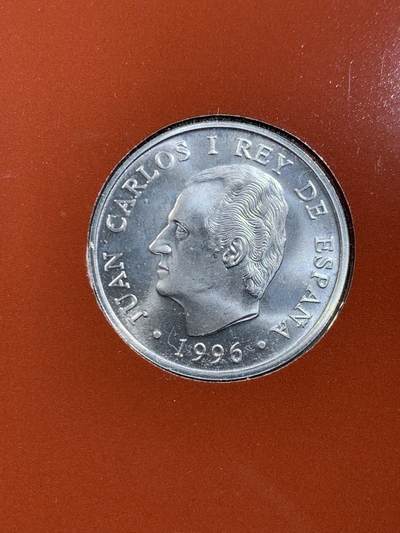 JUAN CARLOS I REY DE ESPAÑA
· 1996 ·